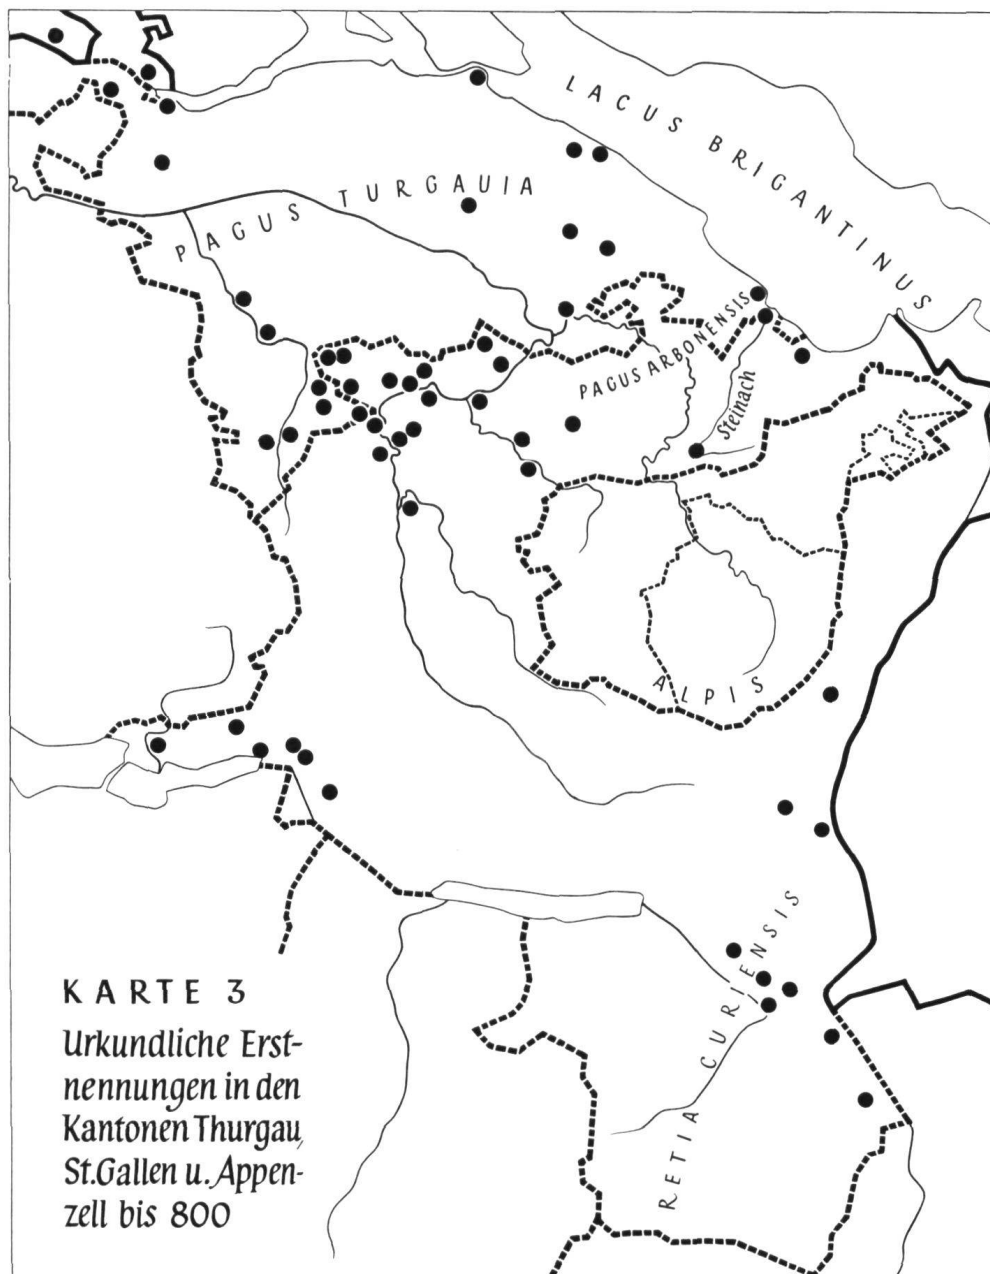 LACUS BRIGANTINUS
PAGUS TURGAUIA
PAGUS ARBONENSIS
Steinach
ALPIS
RETIA CURIENSIS
KARTE 3
Urkundliche Erst-
nennungen in den
Kantonen Thurgau,
St.Gallen u. Appen-
zell bis 800